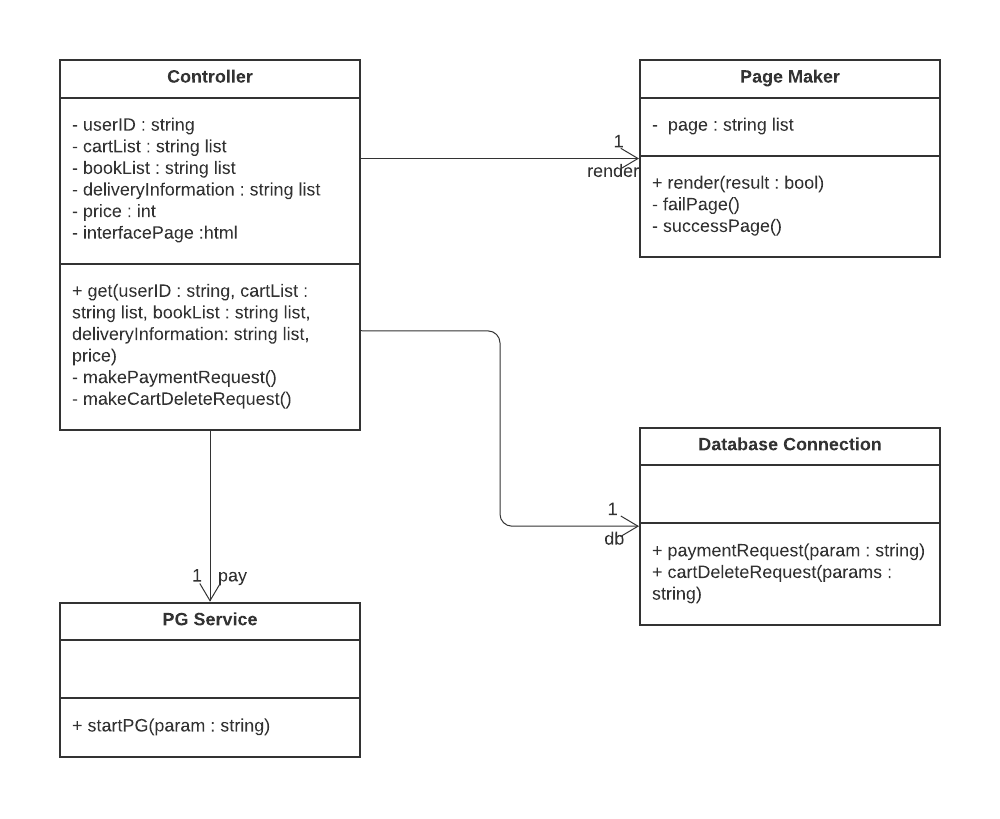 Controller
- userID : string
- cartList : string list
- bookList : string list
- deliveryInformation : string list
- price : int
- interfacePage :html
+ get(userID : string, cartList :
string list, bookList : string list,
deliveryInformation: string list,
price)
- makePaymentRequest()
- makeCartDeleteRequest()
1
render
Page Maker
-  page : string list
+ render(result : bool)
- failPage()
- successPage()
1
db
Database Connection
+ paymentRequest(param : string)
+ cartDeleteRequest(params :
string)
1
pay
PG Service
+ startPG(param : string)